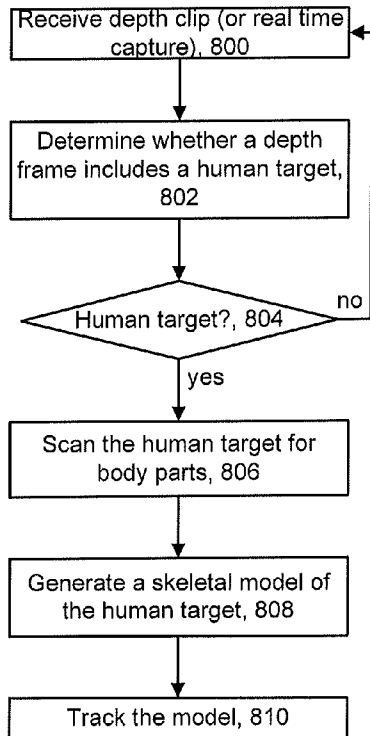 Receive depth clip (or real time
capture), 800
Determine whether a depth
frame includes a human target,
802
Human target?, 804
no
yes
Scan the human target for
body parts, 806
Generate a skeletal model of
the human target, 808
Track the model, 810